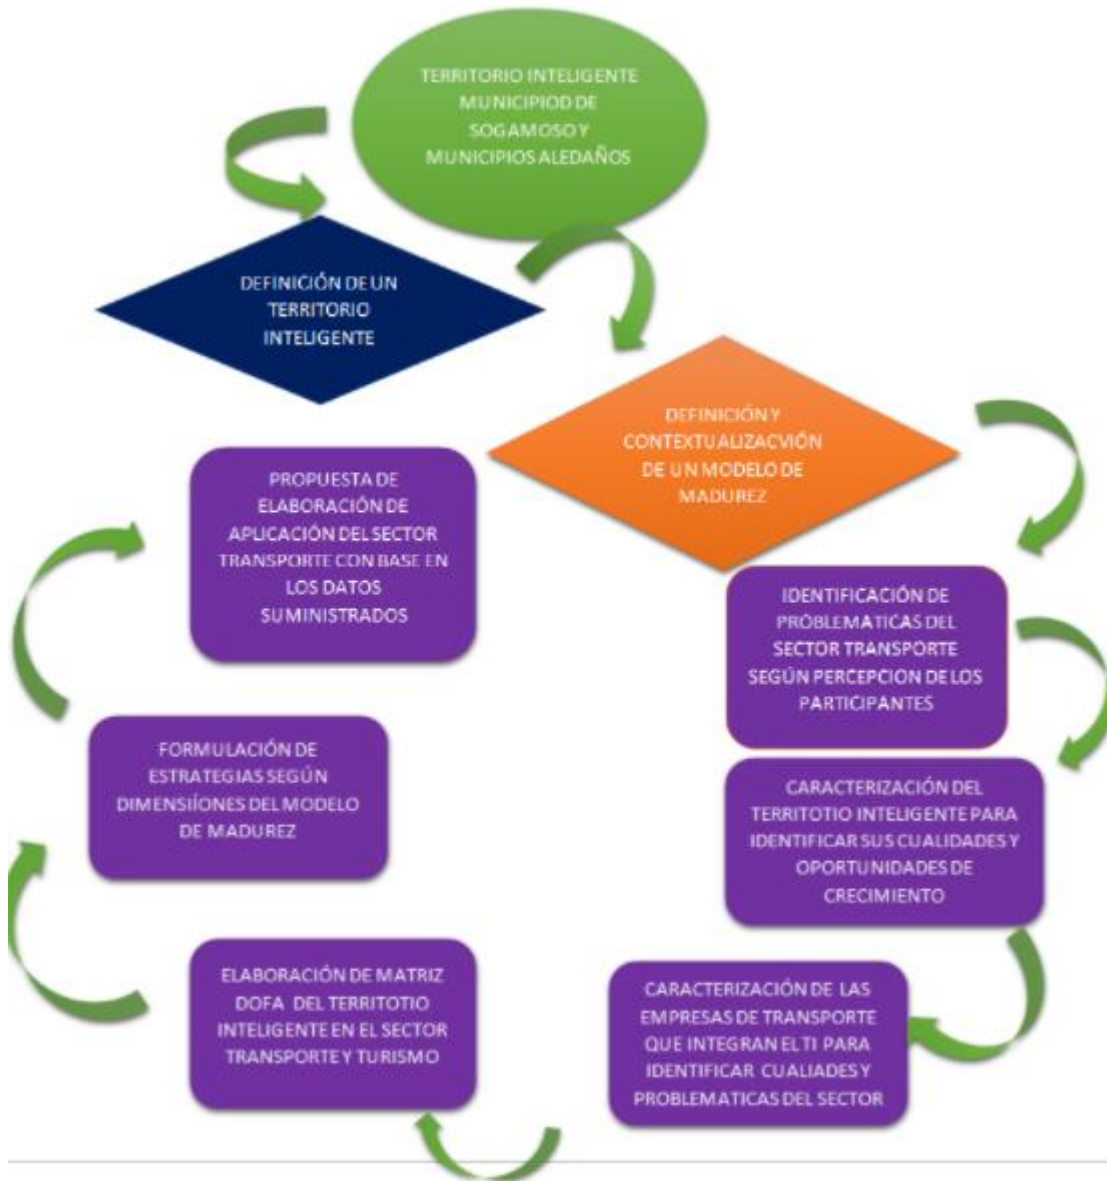 TERRITORIO INTELIGENTE
MUNICIPIOD DE
SOGAMOSO Y
MUNICIPIOS ALEDAÑOS
DEFINICIÓN DE UN
TERRITORIO
INTELIGENTE
DEFINICIÓN Y
CONTEXTUALIZACVIÓN
DE UN MODELO DE
MADUREZ
IDENTIFICACIÓN DE
PROBLEMATICAS DEL
SECTOR TRANSPORTE
SEGÚN PERCEPCION DE LOS
PARTICIPANTES
CARACTERIZACIÓN DEL
TERRITOTIO INTELIGENTE PARA
IDENTIFICAR SUS CUALIDADES Y
OPORTUNIDADES DE
CRECIMIENTO
CARACTERIZACIÓN DE LAS
EMPRESAS DE TRANSPORTE
QUE INTEGRAN EL TI PARA
IDENTIFICAR CUALIADES Y
PROBLEMATICAS DEL SECTOR
ELABORACIÓN DE MATRIZ
DOFA DEL TERRITOTIO
INTELIGENTE EN EL SECTOR
TRANSPORTE Y TURISMO
FORMULACIÓN DE
ESTRATEGIAS SEGÚN
DIMENSIÍONES DEL MODELO
DE MADUREZ
PROPUESTA DE
ELABORACIÓN DE
APLICACIÓN DEL SECTOR
TRANSPORTE CON BASE EN
LOS DATOS
SUMINISTRADOS